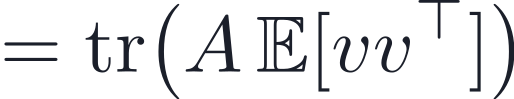 = tr(A 𝔼[vv⊤])